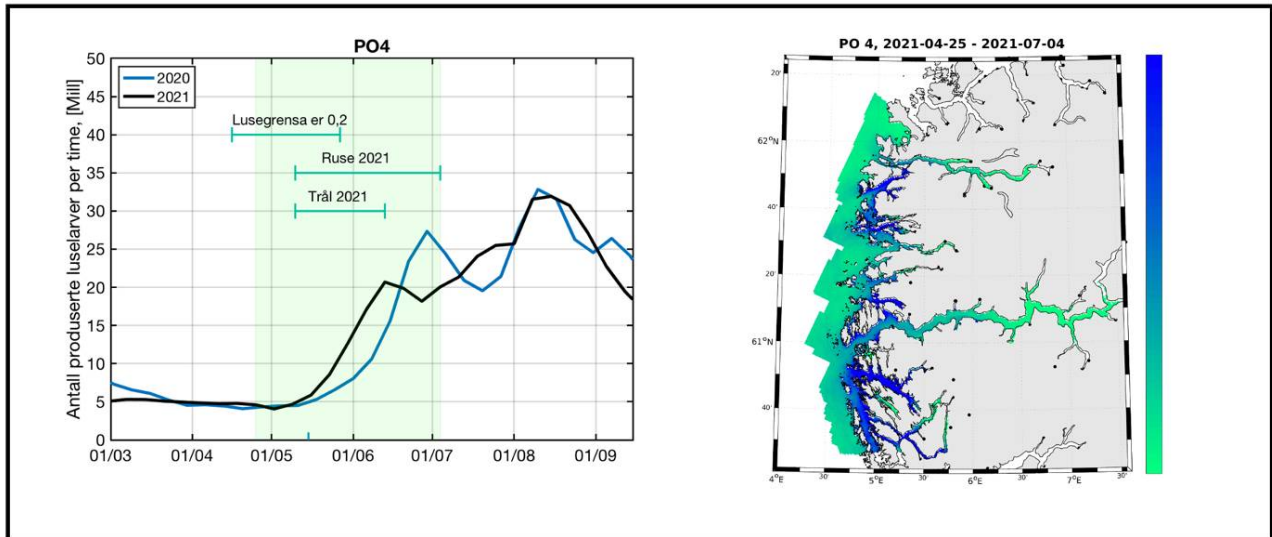 PO4
Antall produserte luselarver per time, [Mill]
50
45
40
35
30
25
20
15
10
5
0
2020
2021
Lusegrensa er 0,2
Ruse 2021
Trål 2021
01/03
01/04
01/05
01/06
01/07
01/08
01/09
PO 4, 2021-04-25 - 2021-07-04
20'
62°N
40'
20'
61°N
40'
4°E
30'
5°E
30'
6°E
30'
7°E